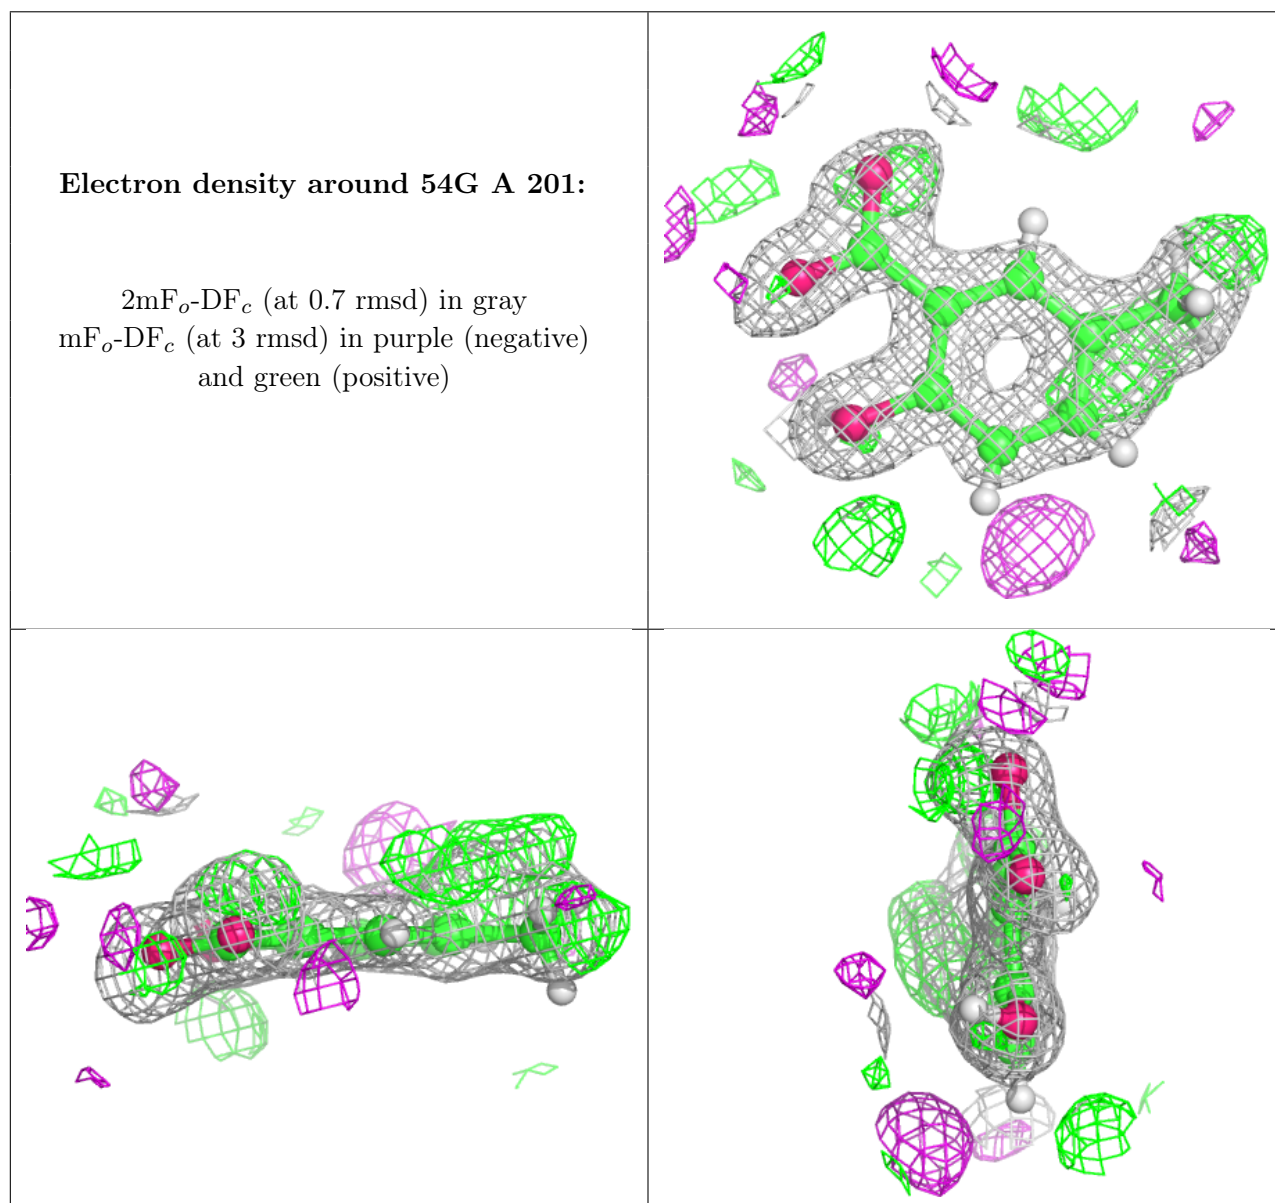 Electron density around 54G A 201:
2mFo-DFc (at 0.7 rmsd) in gray
mFo-DFc (at 3 rmsd) in purple (negative)
and green (positive)